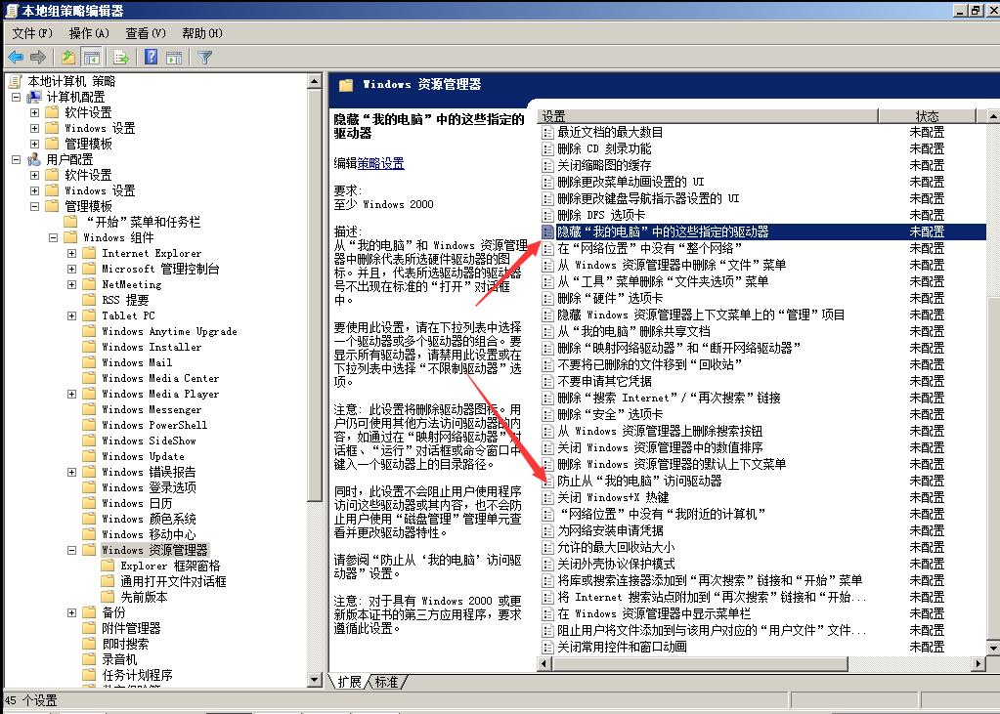 本地组策略编辑器
文件(F) 操作(A) 查看(V) 帮助(H)
本地计算机 策略
计算机配置
软件设置
Windows 设置
管理模板
用户配置
软件设置
Windows 设置
管理模板
“开始”菜单和任务栏
Windows 组件
Internet Explorer
Microsoft 管理控制台
NetMeeting
RSS 提要
Tablet PC
Windows Anytime Upgrade
Windows Installer
Windows Mail
Windows Media Center
Windows Media Player
Windows Messenger
Windows PowerShell
Windows SideShow
Windows Update
Windows 错误报告
Windows 登录选项
Windows 日历
Windows 颜色系统
Windows 移动中心
Windows 资源管理器
Explorer 框架窗格
通用打开文件对话框
先前版本
备份
附件管理器
即时搜索
录音机
任务计划程序
Windows 资源管理器
隐藏“我的电脑”中的这些指定的
驱动器
编辑策略设置
要求:
至少 Windows 2000
描述:
从“我的电脑”和 Windows 资源管理
器中删除代表所选硬件驱动器的图
标。并且，代表所选驱动器的驱动器
号不出现在标准的“打开”对话框
中。
要使用此设置，请在下拉列表中选择
一个驱动器或多个驱动器的组合。要
显示所有驱动器，请禁用此设置或在
下拉列表中选择“不限制驱动器”选
项。
注意: 此设置将删除驱动器图标。用
户仍可使用其他方法访问驱动器的内
容，如通过在“映射网络驱动器”对
话框、“运行”对话框或命令窗口中
键入一个驱动器上的目录路径。
同时，此设置不会阻止用户使用程序
访问这些驱动器或其内容，也不会防
止用户使用“磁盘管理”管理单元查
看并更改驱动器特性。
请参阅“防止从‘我的电脑’访问驱
动器”设置。
注意: 对于具有 Windows 2000 或更
新版本证书的第三方应用程序，要求
遵循此设置。
设置 状态
最近文档的最大数目 未配置
删除 CD 刻录功能 未配置
关闭缩略图的缓存 未配置
删除更改菜单动画设置的 UI 未配置
删除更改键盘导航指示器设置的 UI 未配置
删除 DFS 选项卡 未配置
隐藏“我的电脑”中的这些指定的驱动器 未配置
在“网络位置”中没有“整个网络” 未配置
从 Windows 资源管理器中删除“文件”菜单 未配置
从“工具”菜单删除“文件夹选项”菜单 未配置
删除“硬件”选项卡 未配置
隐藏 Windows 资源管理器上下文菜单上的“管理”项目 未配置
从“我的电脑”删除共享文档 未配置
删除“映射网络驱动器”和“断开网络驱动器” 未配置
不要将已删除的文件移到“回收站” 未配置
不要申请其它凭据 未配置
删除“搜索 Internet”/“再次搜索”链接 未配置
删除“安全”选项卡 未配置
从 Windows 资源管理器上删除搜索按钮 未配置
关闭 Windows 资源管理器中的数值排序 未配置
删除 Windows 资源管理器的默认上下文菜单 未配置
防止从“我的电脑”访问驱动器 未配置
关闭 Windows+X 热键 未配置
“网络位置”中没有“我附近的计算机” 未配置
为网络安装申请凭据 未配置
允许的最大回收站大小 未配置
关闭外壳协议保护模式 未配置
将库或搜索连接器添加到“再次搜索”链接和“开始”菜单 未配置
将 Internet 搜索站点附加到“再次搜索”链接和“开始... 未配置
在 Windows 资源管理器中显示菜单栏 未配置
阻止用户将文件添加到与该用户对应的“用户文件”文件... 未配置
关闭常用控件和窗口动画 未配置
扩展 标准
45 个设置